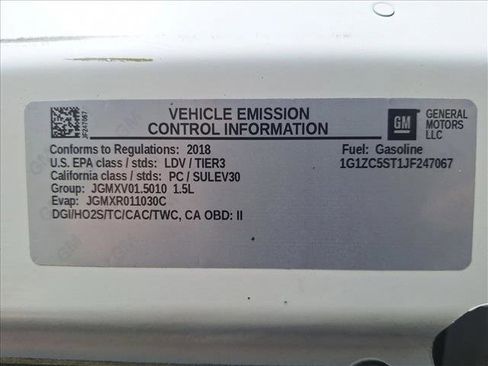 JF247067
VEHICLE EMISSION
CONTROL INFORMATION
GM
GENERAL
MOTORS
LLC
Conforms to Regulations: 2018
U.S. EPA class / stds: LDV / TIER3
California class / stds: PC / SULEV30
Group: JGMXV01.5010 1.5L
Evap: JGMXR011030C
DGI/HO2S/TC/CAC/TWC, CA OBD: II
Fuel: Gasoline
1G1ZC5ST1JF247067